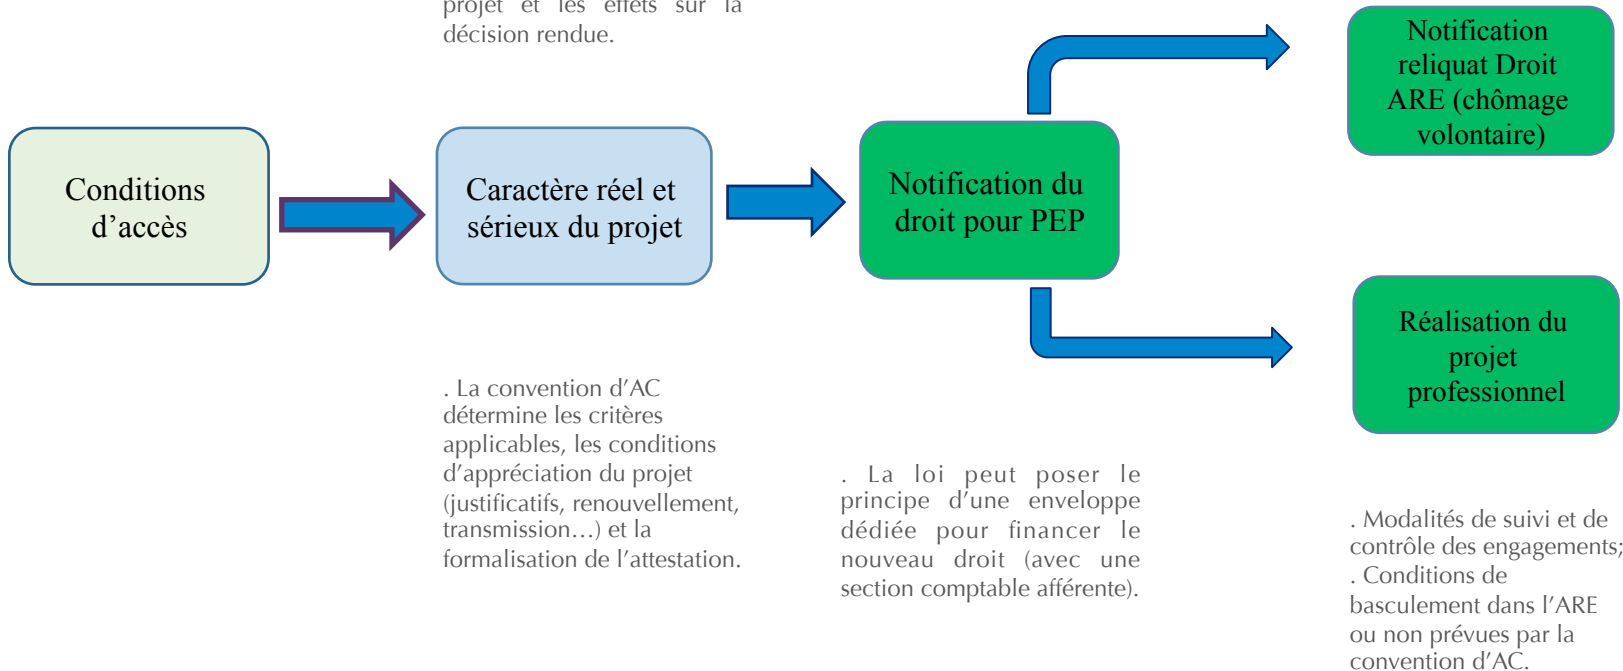 projet et les effets sur la
décision rendue.
Notification
reliquat Droit
ARE (chômage
volontaire)
Conditions
d’accès
Caractère réel et
sérieux du projet
Notification du
droit pour PEP
Réalisation du
projet
professionnel
. La convention d’AC
détermine les critères
applicables, les conditions
d’appréciation du projet
(justificatifs, renouvellement,
transmission…) et la
formalisation de l’attestation.
. La loi peut poser le
principe d’une enveloppe
dédiée pour financer le
nouveau droit (avec une
section comptable afférente).
. Modalités de suivi et de
contrôle des engagements;
. Conditions de
basculement dans l’ARE
ou non prévues par la
convention d’AC.